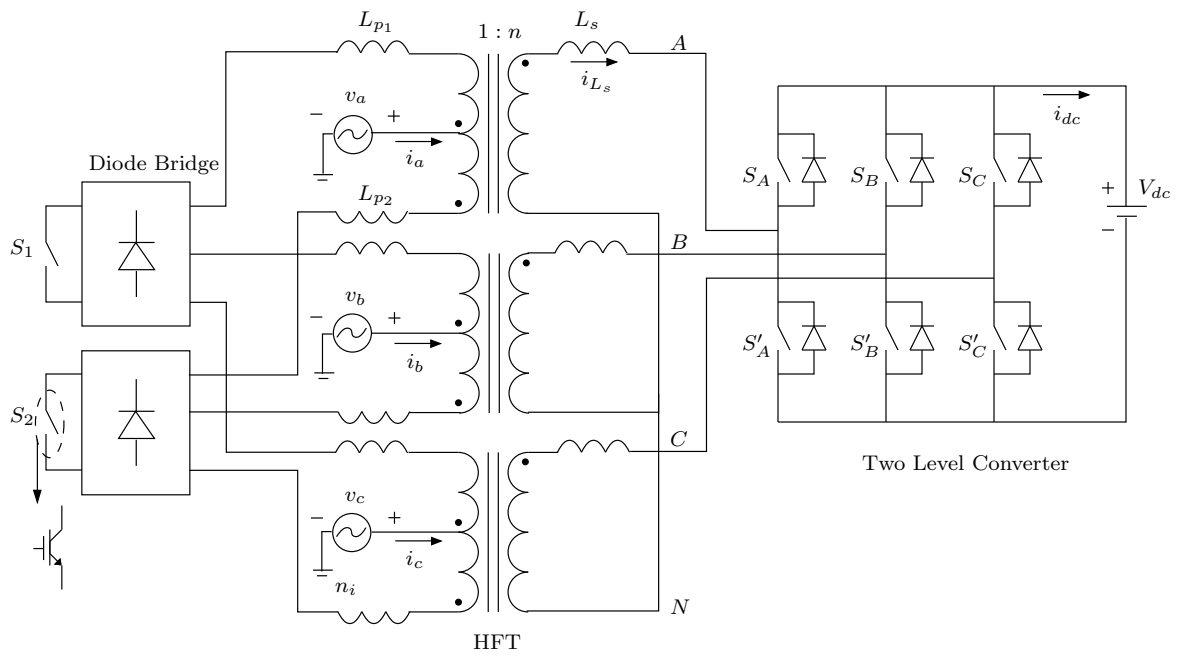 L_{p_1}
1 : n
L_s
A
i_{L_s}
v_a
- +
i_a
Diode Bridge
L_{p_2}
S_1
B
v_b
- +
i_b
S_2
C
v_c
- +
i_c
n_i
N
HFT
i_{dc}
S_A
S_B
S_C
+
V_{dc}
-
S'_A
S'_B
S'_C
Two Level Converter